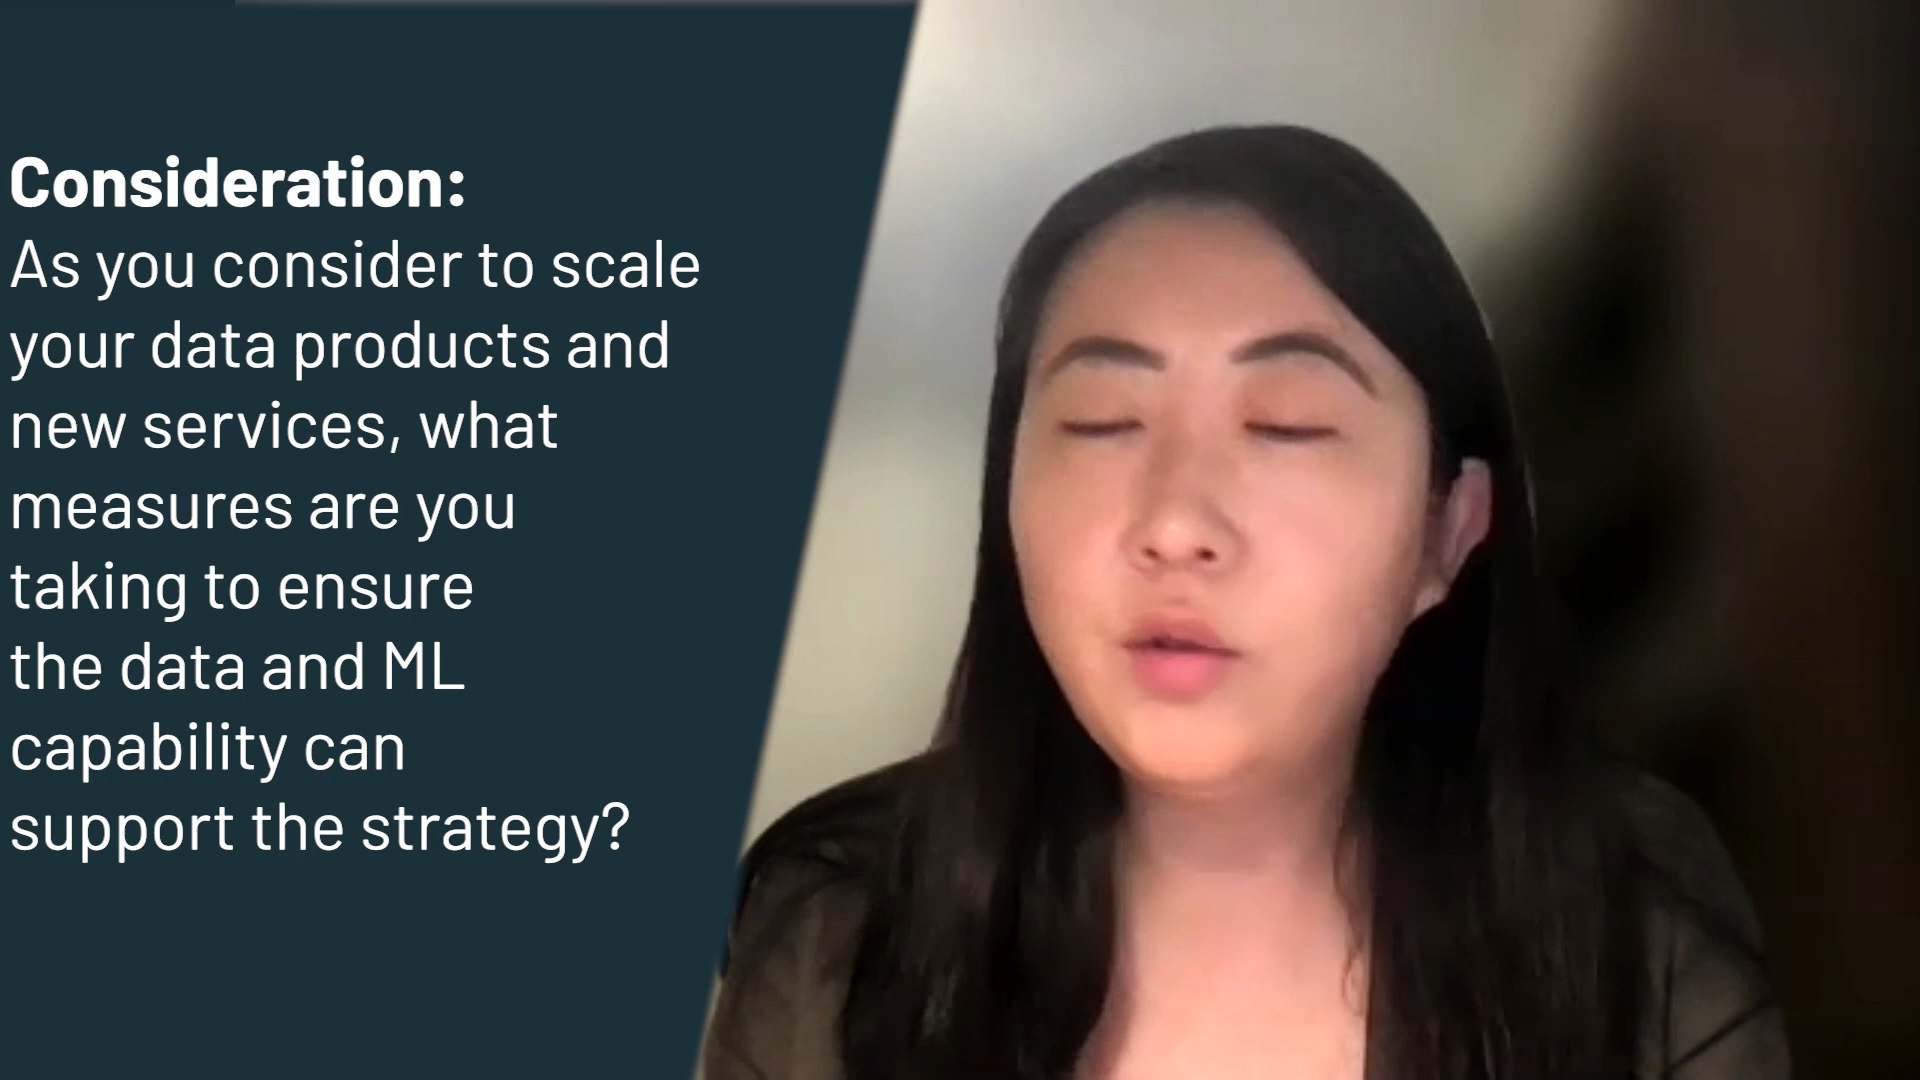 Consideration:
As you consider to scale
your data products and
new services, what
measures are you
taking to ensure
the data and ML
capability can
support the strategy?